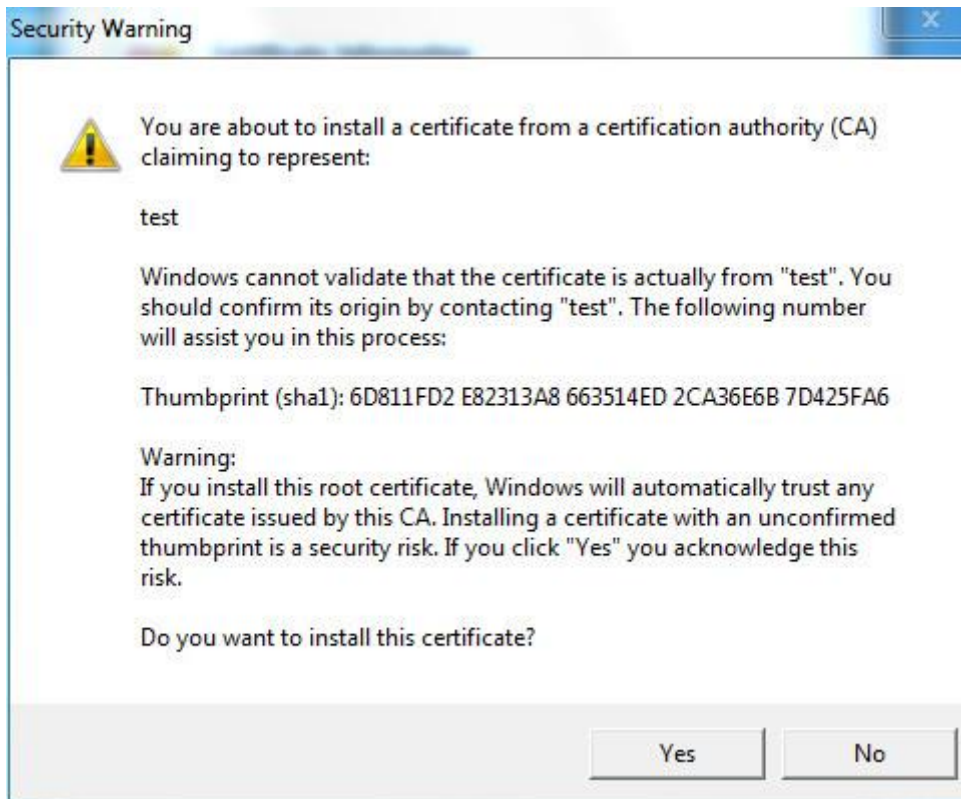 Security Warning
You are about to install a certificate from a certification authority (CA)
claiming to represent:
test
Windows cannot validate that the certificate is actually from "test". You
should confirm its origin by contacting "test". The following number
will assist you in this process:
Thumbprint (sha1): 6D811FD2 E82313A8 663514ED 2CA36E6B 7D425FA6
Warning:
If you install this root certificate, Windows will automatically trust any
certificate issued by this CA. Installing a certificate with an unconfirmed
thumbprint is a security risk. If you click "Yes" you acknowledge this
risk.
Do you want to install this certificate?
Yes No